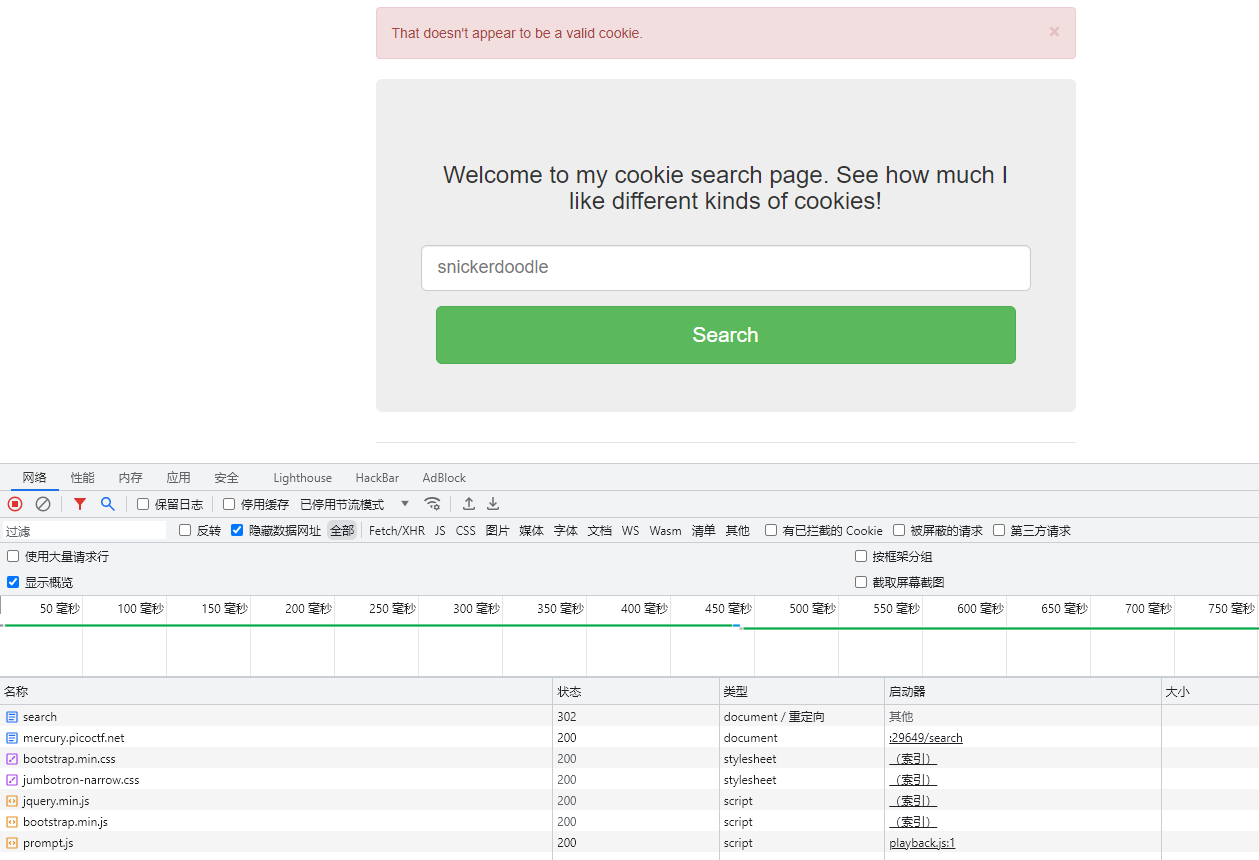 That doesn't appear to be a valid cookie. ×
Welcome to my cookie search page. See how much I
like different kinds of cookies!
snickerdoodle
Search
网络 性能 内存 应用 安全 Lighthouse HackBar AdBlock
保留日志 停用缓存 已停用节流模式
过滤 反转 隐藏数据网址 全部 Fetch/XHR JS CSS 图片 媒体 字体 文档 WS Wasm 清单 其他 有已拦截的 Cookie 被屏蔽的请求 第三方请求
使用大量请求行 按框架分组
显示概览 截取屏幕截图
50 毫秒 100 毫秒 150 毫秒 200 毫秒 250 毫秒 300 毫秒 350 毫秒 400 毫秒 450 毫秒 500 毫秒 550 毫秒 600 毫秒 650 毫秒 700 毫秒 750 毫秒
名称 状态 类型 启动器 大小
search 302 document / 重定向 其他
mercury.picoctf.net 200 document :29649/search
bootstrap.min.css 200 stylesheet （索引）
jumbotron-narrow.css 200 stylesheet （索引）
jquery.min.js 200 script （索引）
bootstrap.min.js 200 script （索引）
prompt.js 200 script playback.js:1